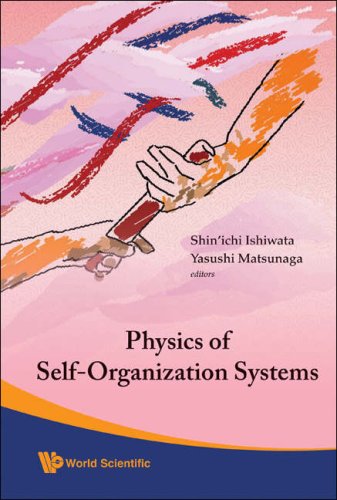 Shin'ichi Ishiwata
Yasushi Matsunaga
editors
Physics of
Self-Organization Systems
World Scientific